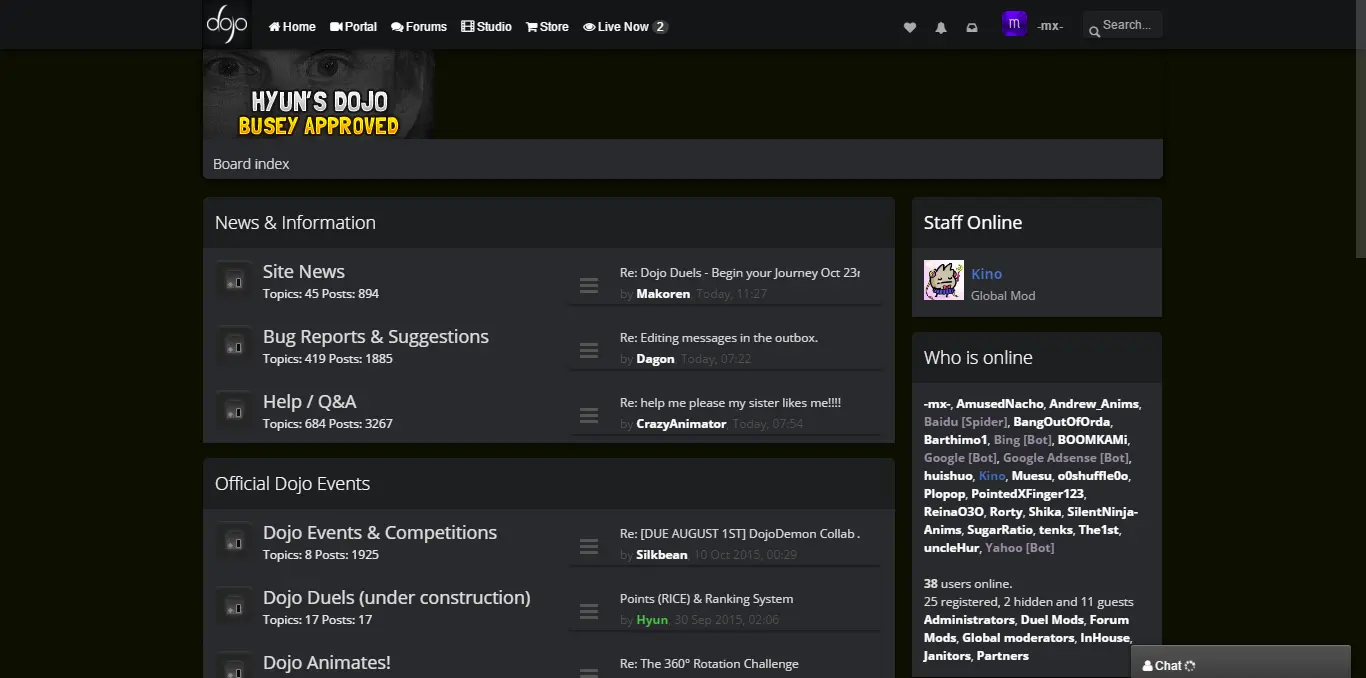 dojo Home Portal Forums Studio Store Live Now 2 m -mx- Search...
HYUN'S DOJO
BUSEY APPROVED
Board index
News & Information
Site News
Topics: 45 Posts: 894
Re: Dojo Duels - Begin your Journey Oct 23r
by Makoren, Today, 11:27
Bug Reports & Suggestions
Topics: 419 Posts: 1885
Re: Editing messages in the outbox.
by Dagon, Today, 07:22
Help / Q&A
Topics: 684 Posts: 3267
Re: help me please my sister likes me!!!!
by CrazyAnimator, Today, 07:54
Official Dojo Events
Dojo Events & Competitions
Topics: 8 Posts: 1925
Re: [DUE AUGUST 1ST] DojoDemon Collab .
by Silkbean, 10 Oct 2015, 00:29
Dojo Duels (under construction)
Topics: 17 Posts: 17
Points (RICE) & Ranking System
by Hyun, 30 Sep 2015, 02:06
Dojo Animates!
Re: The 360° Rotation Challenge
Staff Online
Kino
Global Mod
Who is online
-mx-, AmusedNacho, Andrew_Anims,
Baidu [Spider], BangOutOfOrda,
Barthimo1, Bing [Bot], BOOMKAMi,
Google [Bot], Google Adsense [Bot],
huishuo, Kino, Muesu, o0shuffle0o,
Plopop, PointedXFinger123,
ReinaO3O, Rorty, Shika, SilentNinja-
Anims, SugarRatio, tenks, The1st,
uncleHur, Yahoo [Bot]
38 users online.
25 registered, 2 hidden and 11 guests
Administrators, Duel Mods, Forum
Mods, Global moderators, InHouse,
Janitors, Partners
Chat